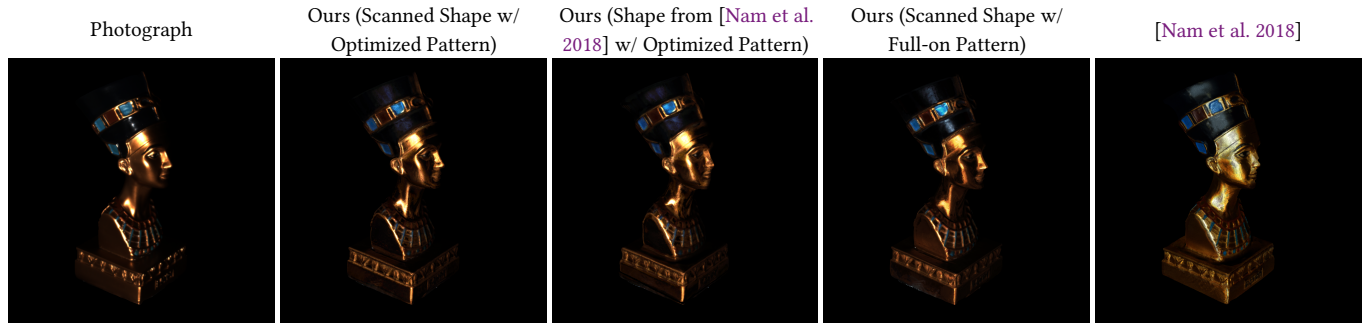 Photograph
Ours (Scanned Shape w/
Optimized Pattern)
Ours (Shape from [Nam et al.
2018] w/ Optimized Pattern)
Ours (Scanned Shape w/
Full-on Pattern)
[Nam et al. 2018]